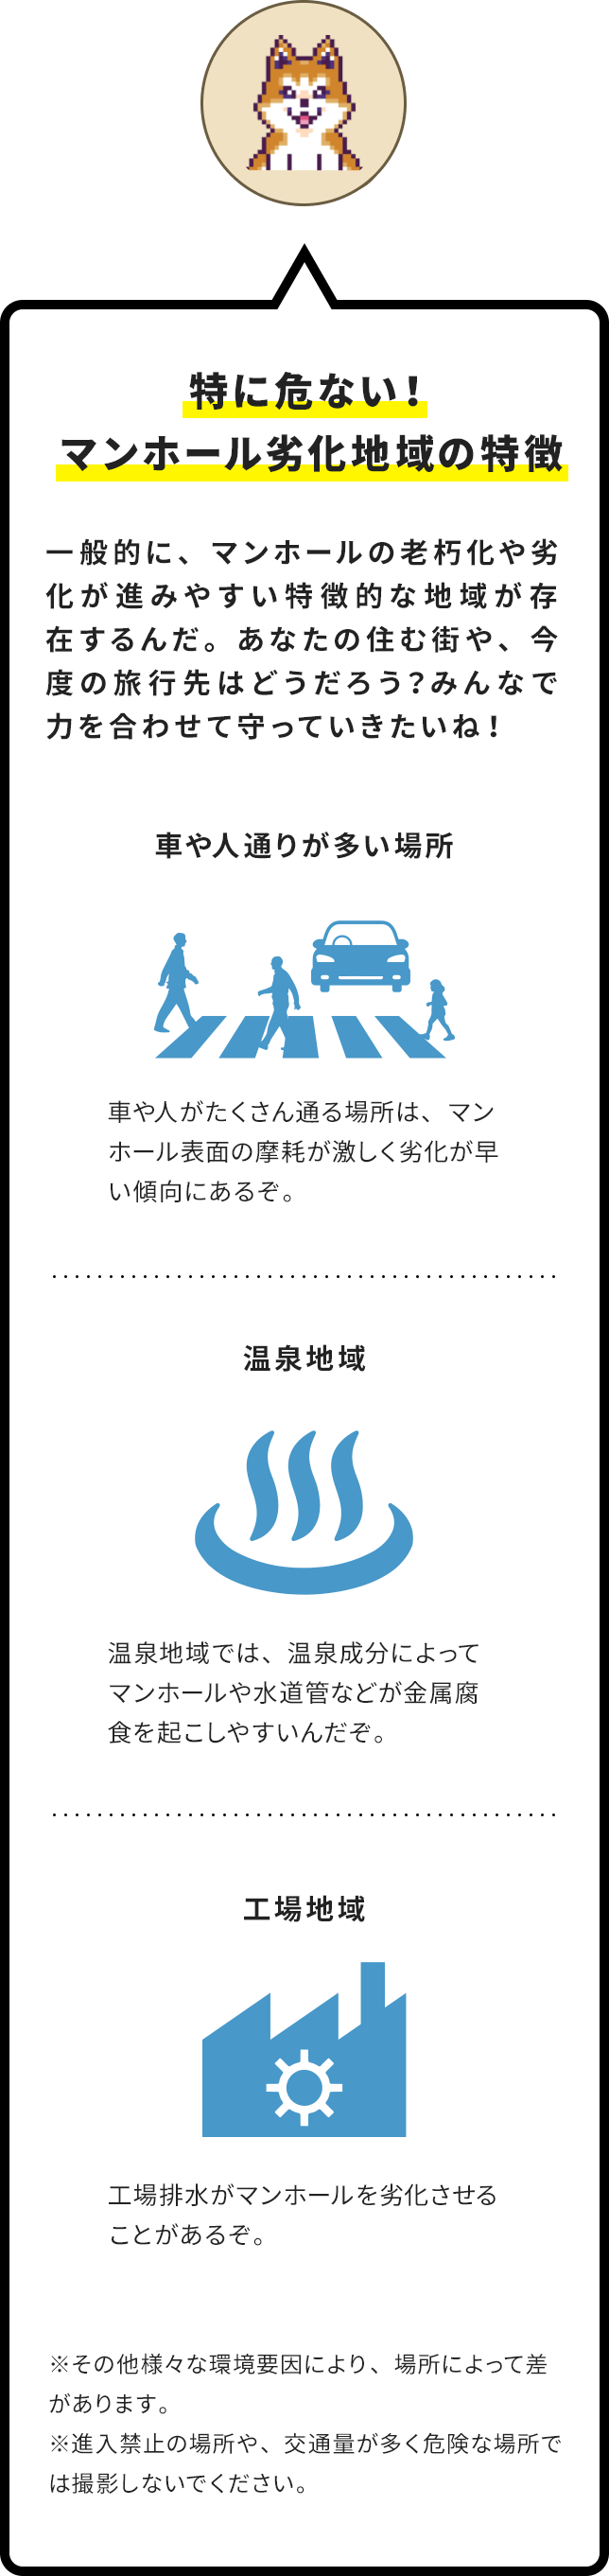 特に危ない！
マンホール劣化地域の特徴
一般的に、マンホールの老朽化や劣
化が進みやすい特徴的な地域が存
在するんだ。あなたの住む街や、今
度の旅行先はどうだろう？みんなで
力を合わせて守っていきたいね！
車や人通りが多い場所
車や人がたくさん通る場所は、マン
ホール表面の摩耗が激しく劣化が早
い傾向にあるぞ。
温泉地域
温泉地域では、温泉成分によって
マンホールや水道管などが金属腐
食を起こしやすいんだぞ。
工場地域
工場排水がマンホールを劣化させる
ことがあるぞ。
※その他様々な環境要因により、場所によって差
があります。
※進入禁止の場所や、交通量が多く危険な場所で
は撮影しないでください。